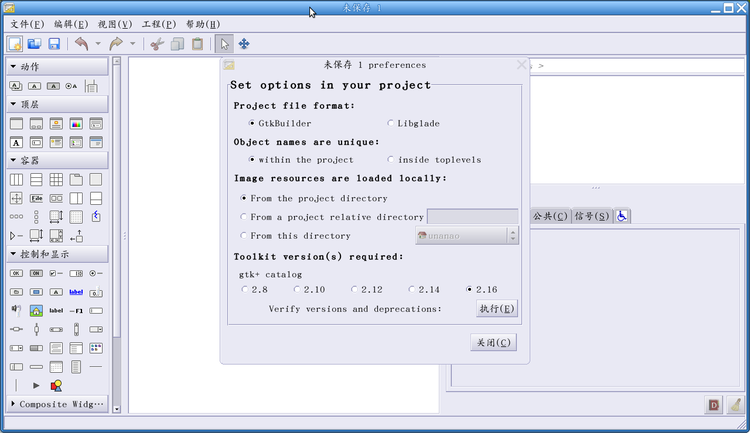 未保存 1
文件(F) 编辑(E) 视图(V) 工程(P) 帮助(H)
动作
顶层
容器
File
控制和显示
OK ON
label
label
Composite Widg···
未保存 1 preferences
Set options in your project
Project file format:
GtkBuilder Libglade
Object names are unique:
within the project inside toplevels
Image resources are loaded locally:
From the project directory
From a project relative directory
From this directory unanao
Toolkit version(s) required:
gtk+ catalog
2.8 2.10 2.12 2.14 2.16
Verify versions and deprecations: 执行(E)
关闭(C)
>
公共(C) 信号(S)